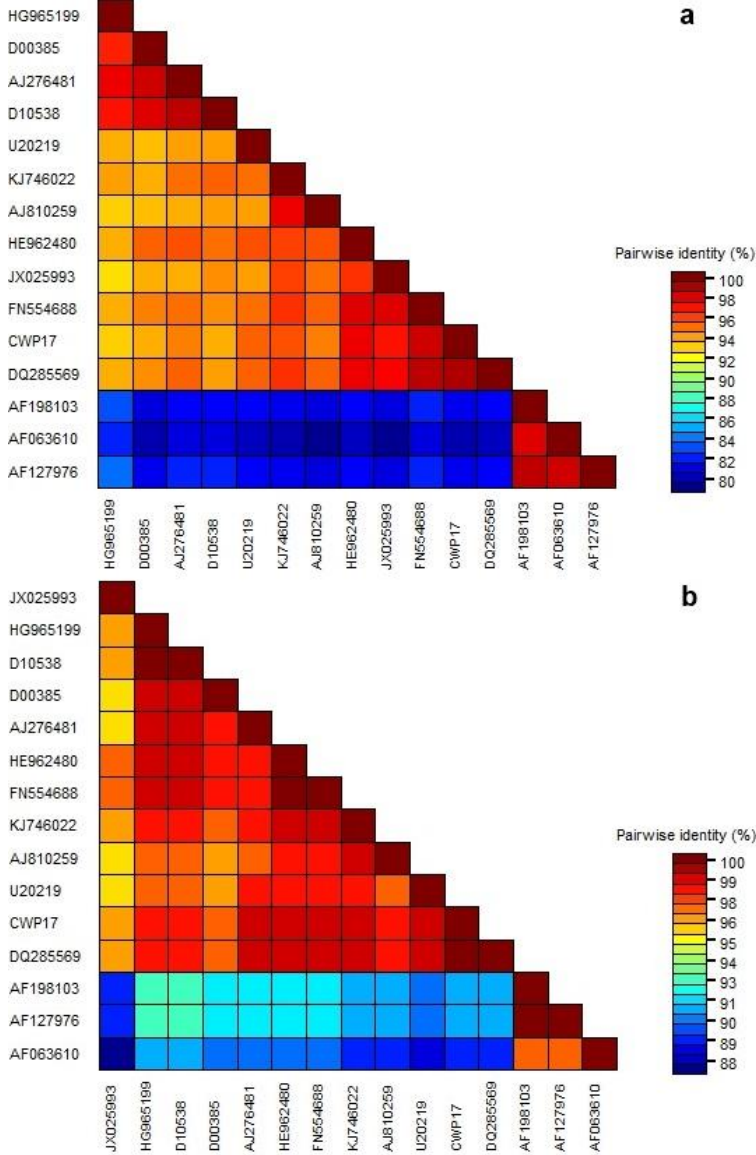 a
HG965199
D00385
AJ276481
D10538
U20219
KJ746022
AJ810259
HE962480
JX025993
FN554688
CWP17
DQ285569
AF198103
AF063610
AF127976
Pairwise identity (%)
100
98
96
94
92
90
88
86
84
82
80
HG965199
D00385
AJ276481
D10538
U20219
KJ746022
AJ810259
HE962480
JX025993
FN554688
CWP17
DQ285569
AF198103
AF063610
AF127976
b
JX025993
HG965199
D10538
D00385
AJ276481
HE962480
FN554688
KJ746022
AJ810259
U20219
CWP17
DQ285569
AF198103
AF127976
AF063610
Pairwise identity (%)
100
99
98
96
95
94
93
91
90
89
88
JX025993
HG965199
D10538
D00385
AJ276481
HE962480
FN554688
KJ746022
AJ810259
U20219
CWP17
DQ285569
AF198103
AF127976
AF063610